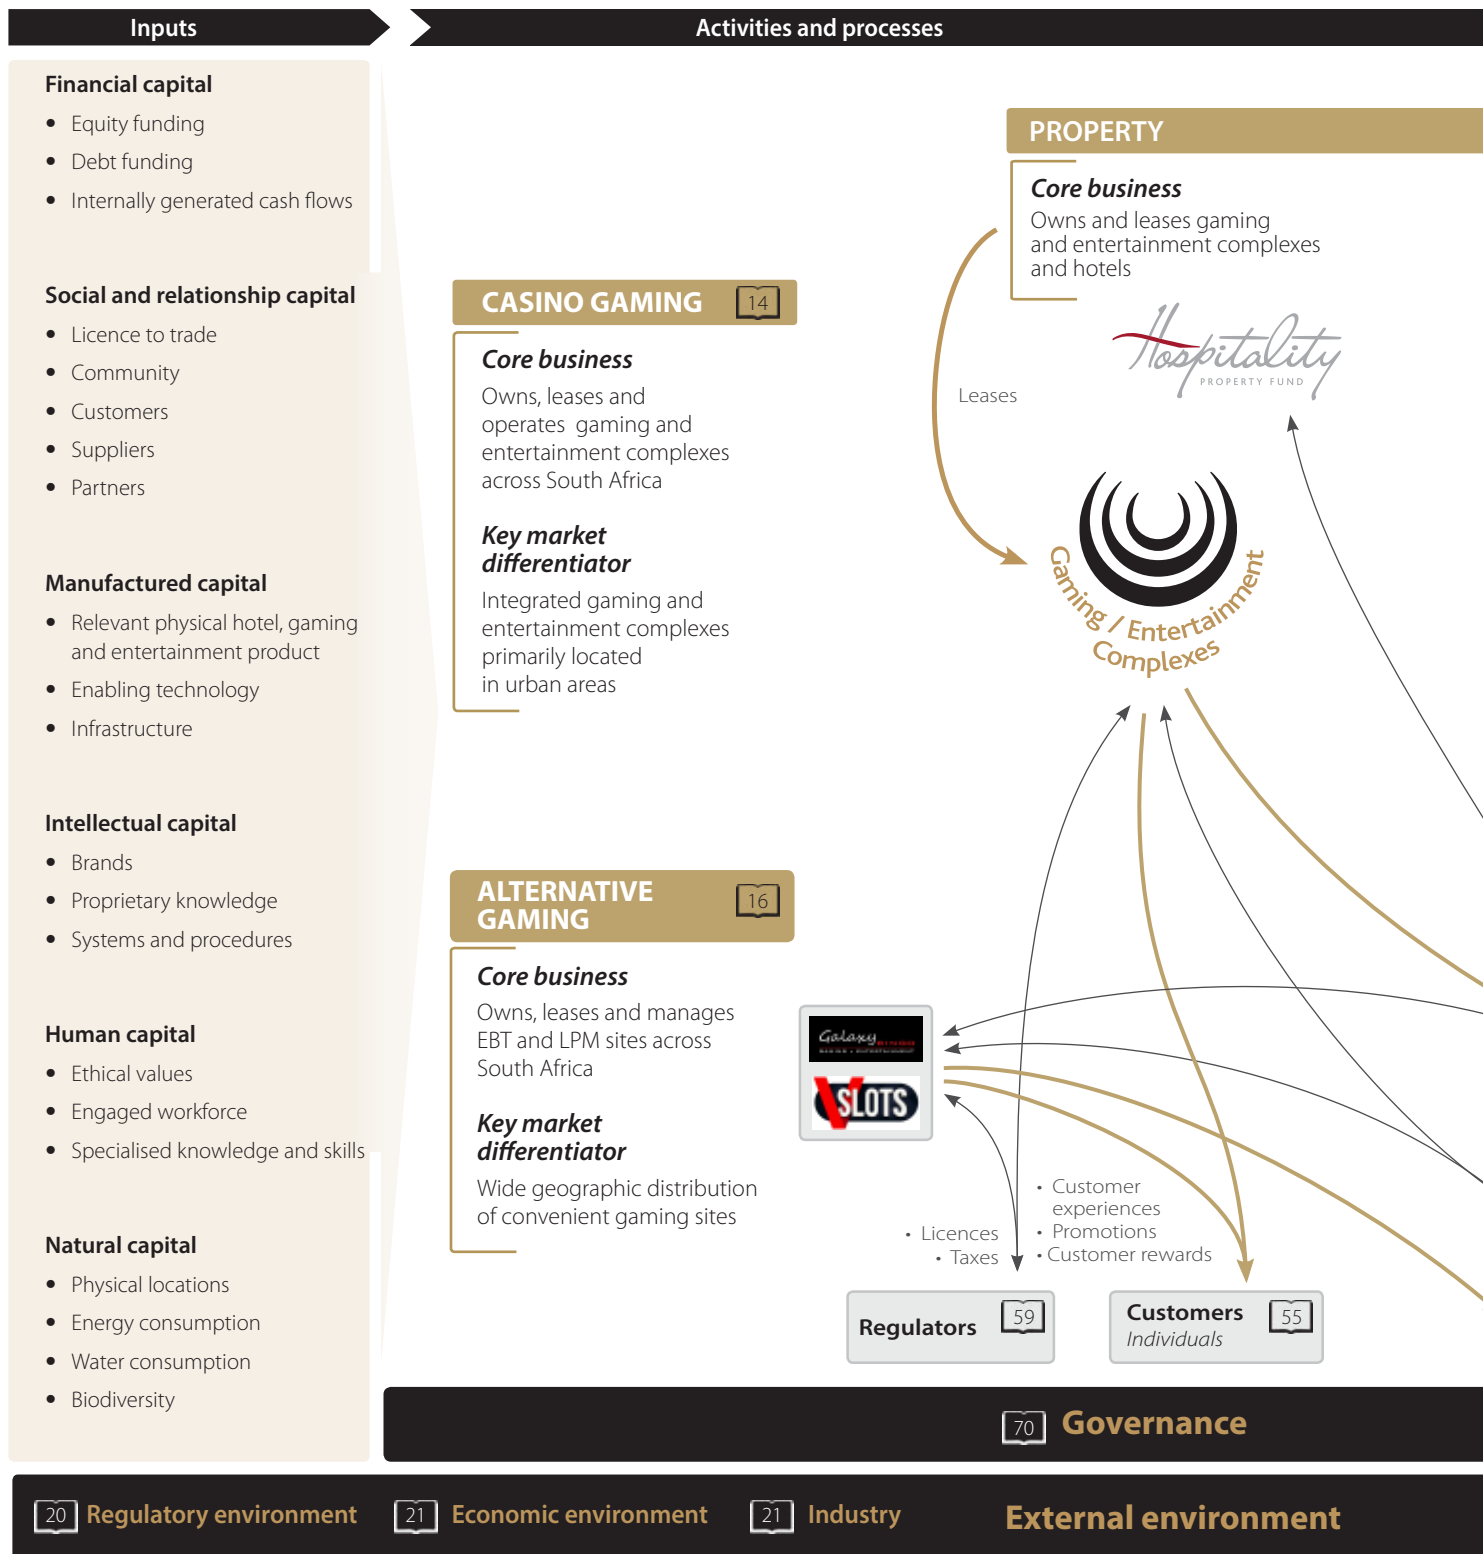 Inputs
Activities and processes
Financial capital
• Equity funding
• Debt funding
• Internally generated cash flows
Social and relationship capital
• Licence to trade
• Community
• Customers
• Suppliers
• Partners
Manufactured capital
• Relevant physical hotel, gaming
and entertainment product
• Enabling technology
• Infrastructure
Intellectual capital
• Brands
• Proprietary knowledge
• Systems and procedures
Human capital
• Ethical values
• Engaged workforce
• Specialised knowledge and skills
Natural capital
• Physical locations
• Energy consumption
• Water consumption
• Biodiversity
CASINO GAMING 14
Core business
Owns, leases and
operates gaming and
entertainment complexes
across South Africa
Key market
differentiator
Integrated gaming and
entertainment complexes
primarily located
in urban areas
ALTERNATIVE
GAMING
16
Core business
Owns, leases and manages
EBT and LPM sites across
South Africa
Key market
differentiator
Wide geographic distribution
of convenient gaming sites
PROPERTY
Core business
Owns and leases gaming
and entertainment complexes
and hotels
Hospitality
PROPERTY FUND
Leases
Gaming / Entertainment
Complexes
Galaxy
VSLOTS
• Licences
• Taxes
• Customer
experiences
• Promotions
• Customer rewards
Regulators 59
Customers 55
Individuals
70 Governance
20 Regulatory environment
21 Economic environment
21 Industry
External environment